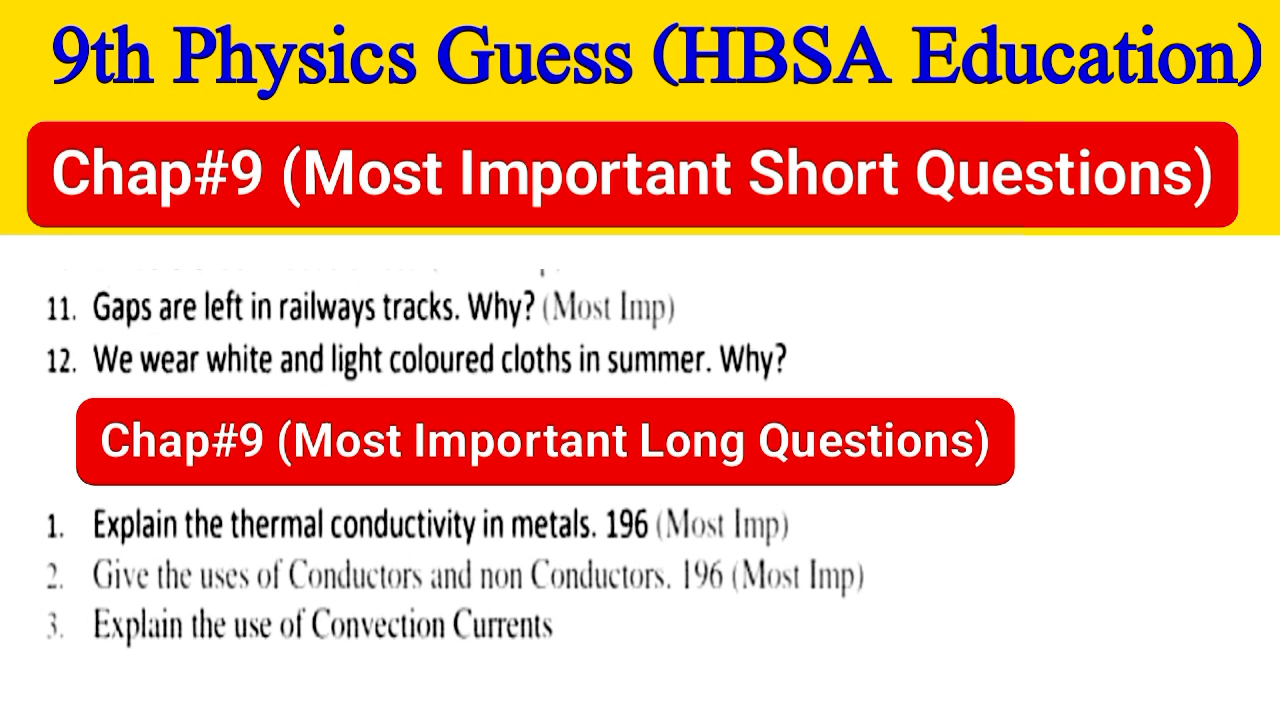 9th Physics Guess (HBSA Education)
Chap#9 (Most Important Short Questions)
11. Gaps are left in railways tracks. Why? (Most Imp)
12. We wear white and light coloured cloths in summer. Why?
Chap#9 (Most Important Long Questions)
1. Explain the thermal conductivity in metals. 196 (Most Imp)
2. Give the uses of Conductors and non Conductors. 196 (Most Imp)
3. Explain the use of Convection Currents